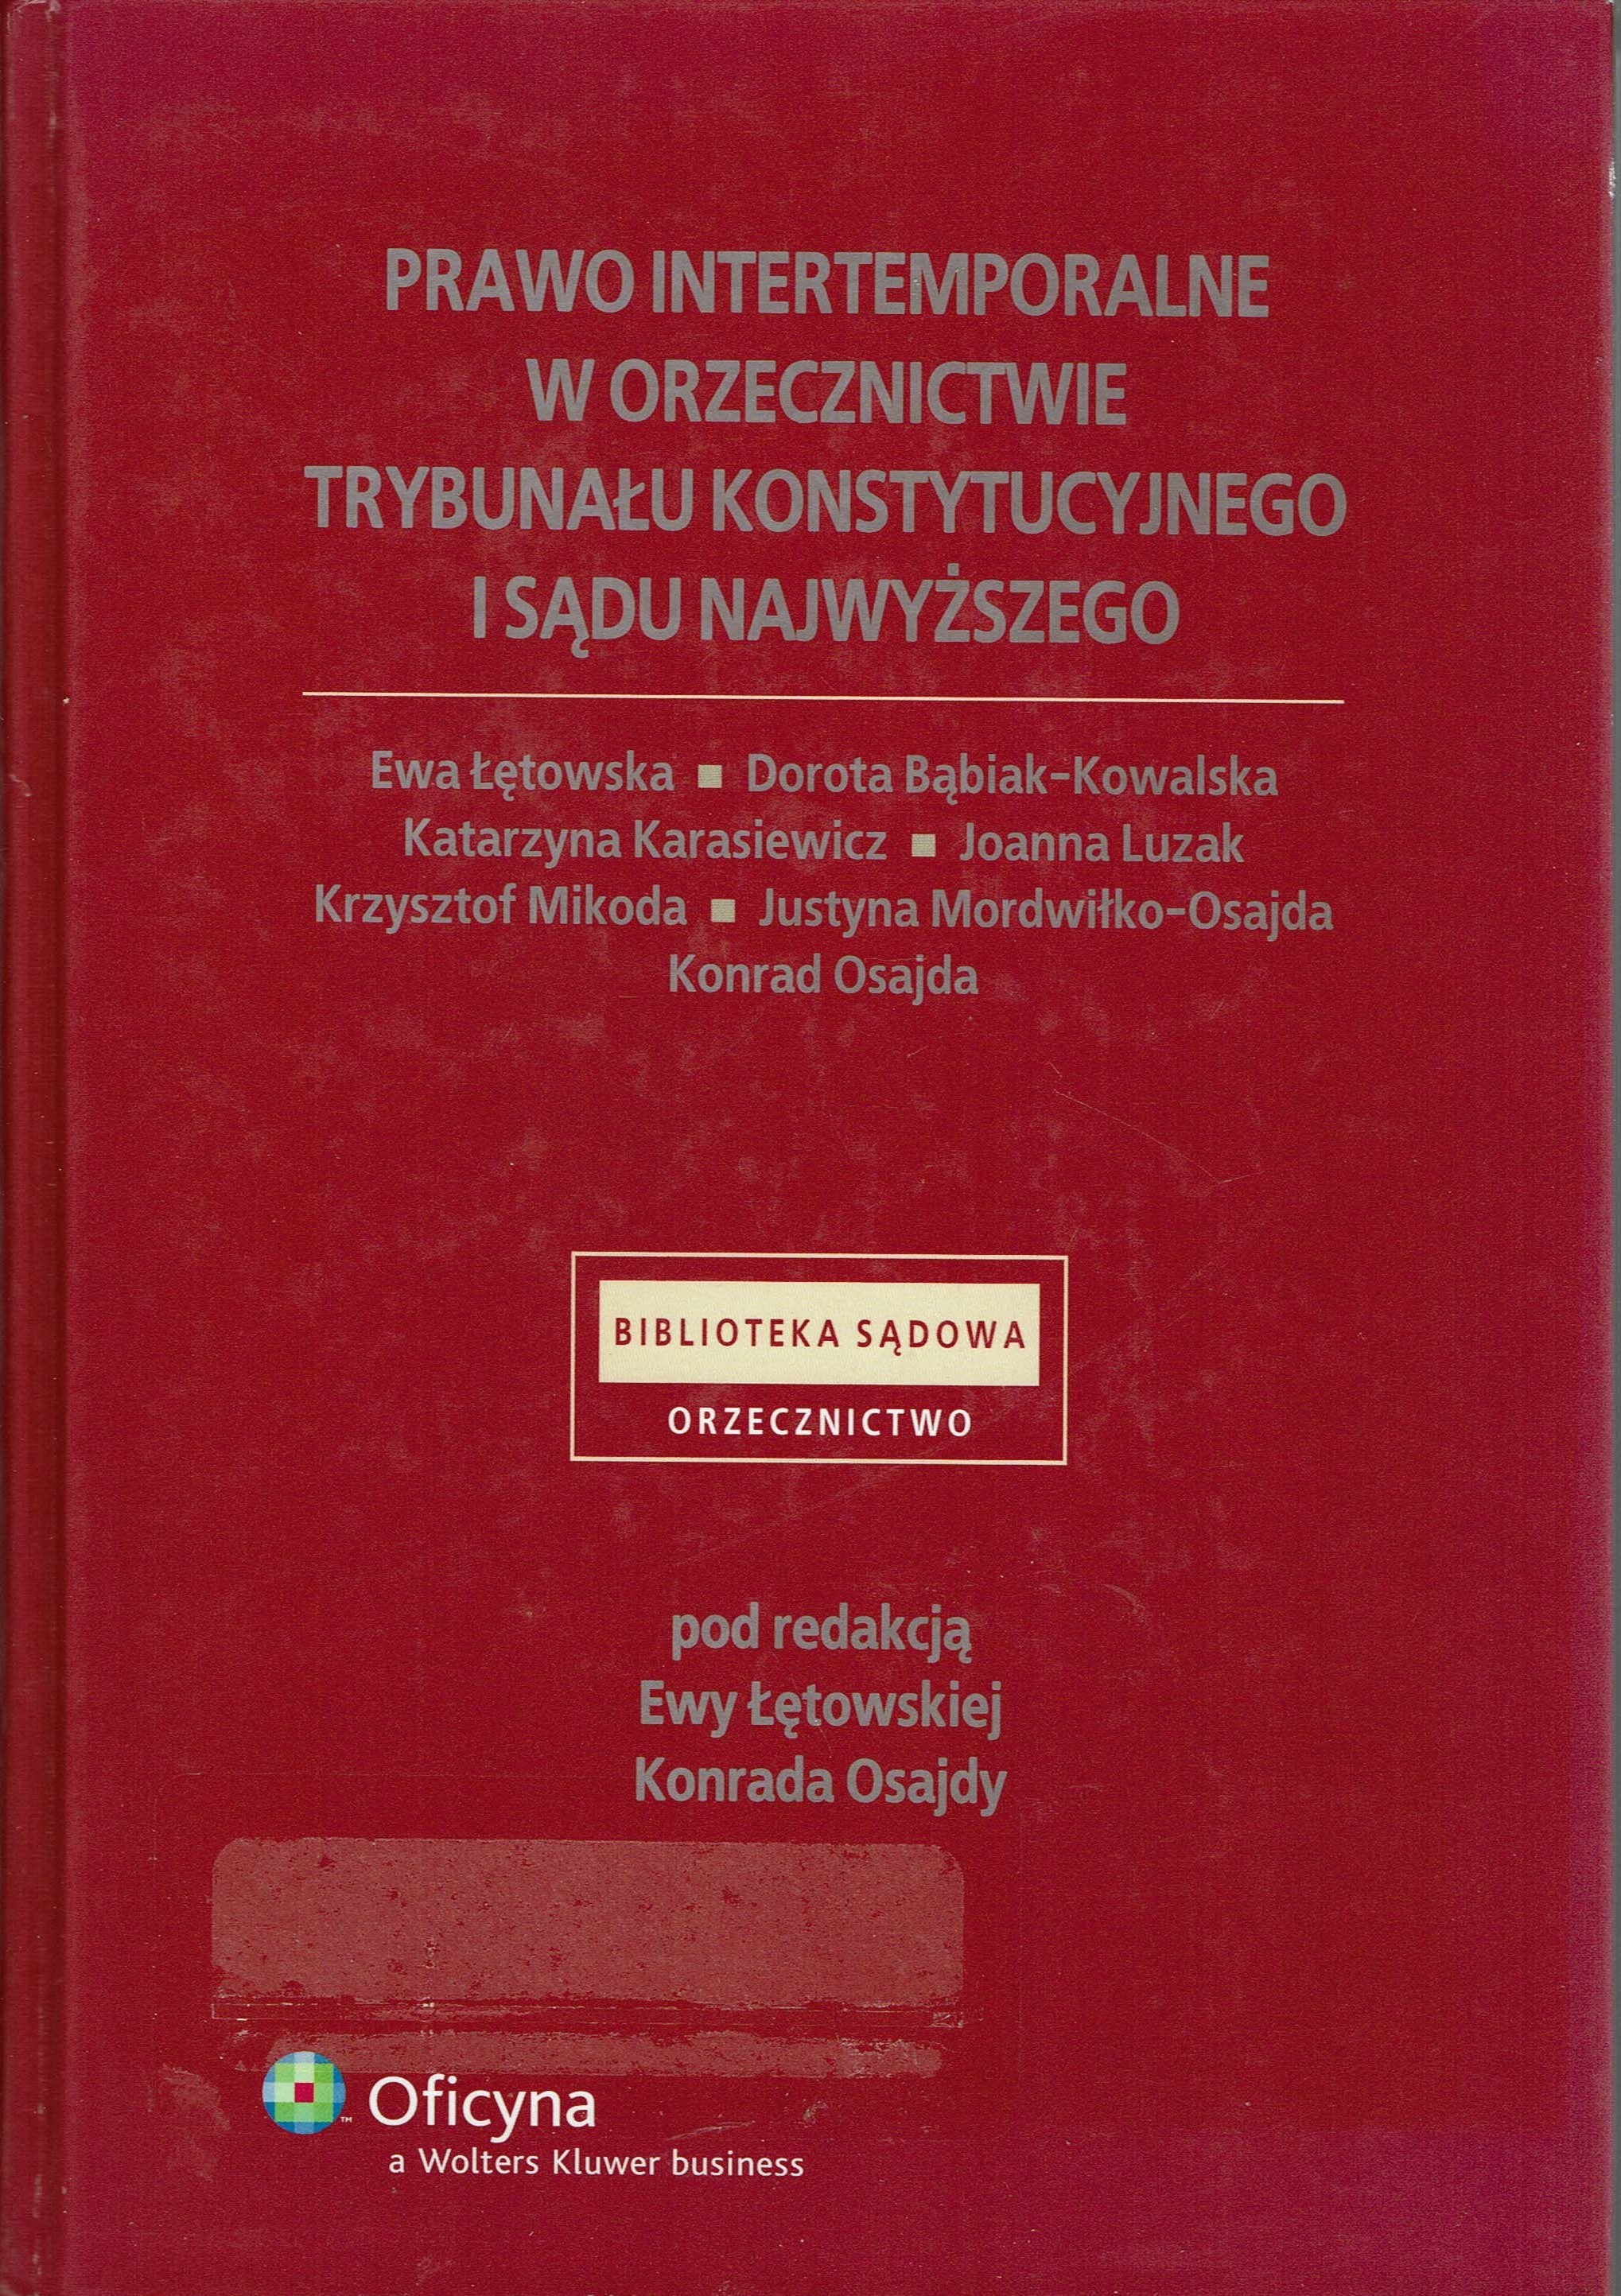 PRAWO INTERTEMPORALNE
W ORZECZNICTWIE
TRYBUNAŁU KONSTYTUCYJNEGO
I SĄDU NAJWYŻSZEGO
Ewa Łętowska ■ Dorota Bąbiak-Kowalska
Katarzyna Karasiewicz ■ Joanna Luzak
Krzysztof Mikoda ■ Justyna Mordwiłko-Osajda
Konrad Osajda
BIBLIOTEKA SĄDOWA
ORZECZNICTWO
pod redakcją
Ewy Łętowskiej
Konrada Osajdy
™ Oficyna
a Wolters Kluwer business